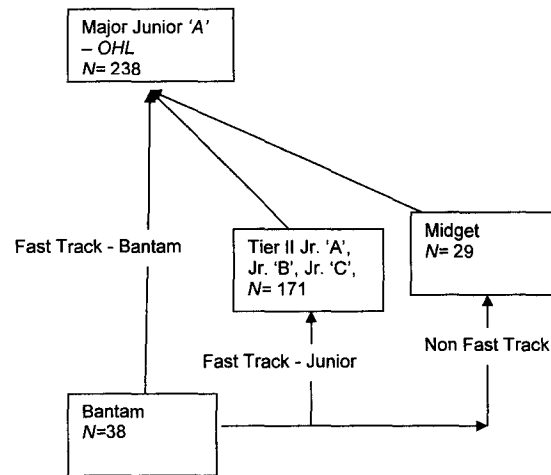 Major Junior ‘A’
– OHL
N= 238
Fast Track - Bantam
Tier II Jr. ‘A’,
Jr. ‘B’, Jr. ‘C’,
N= 171
Midget
N= 29
Fast Track - Junior
Non Fast Track
Bantam
N=38